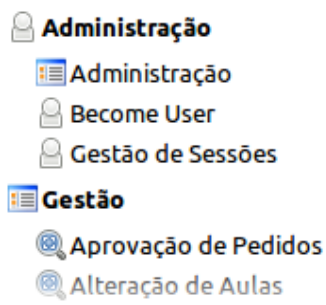 Administração
Administração
Become User
Gestão de Sessões
Gestão
Aprovação de Pedidos
Alteração de Aulas